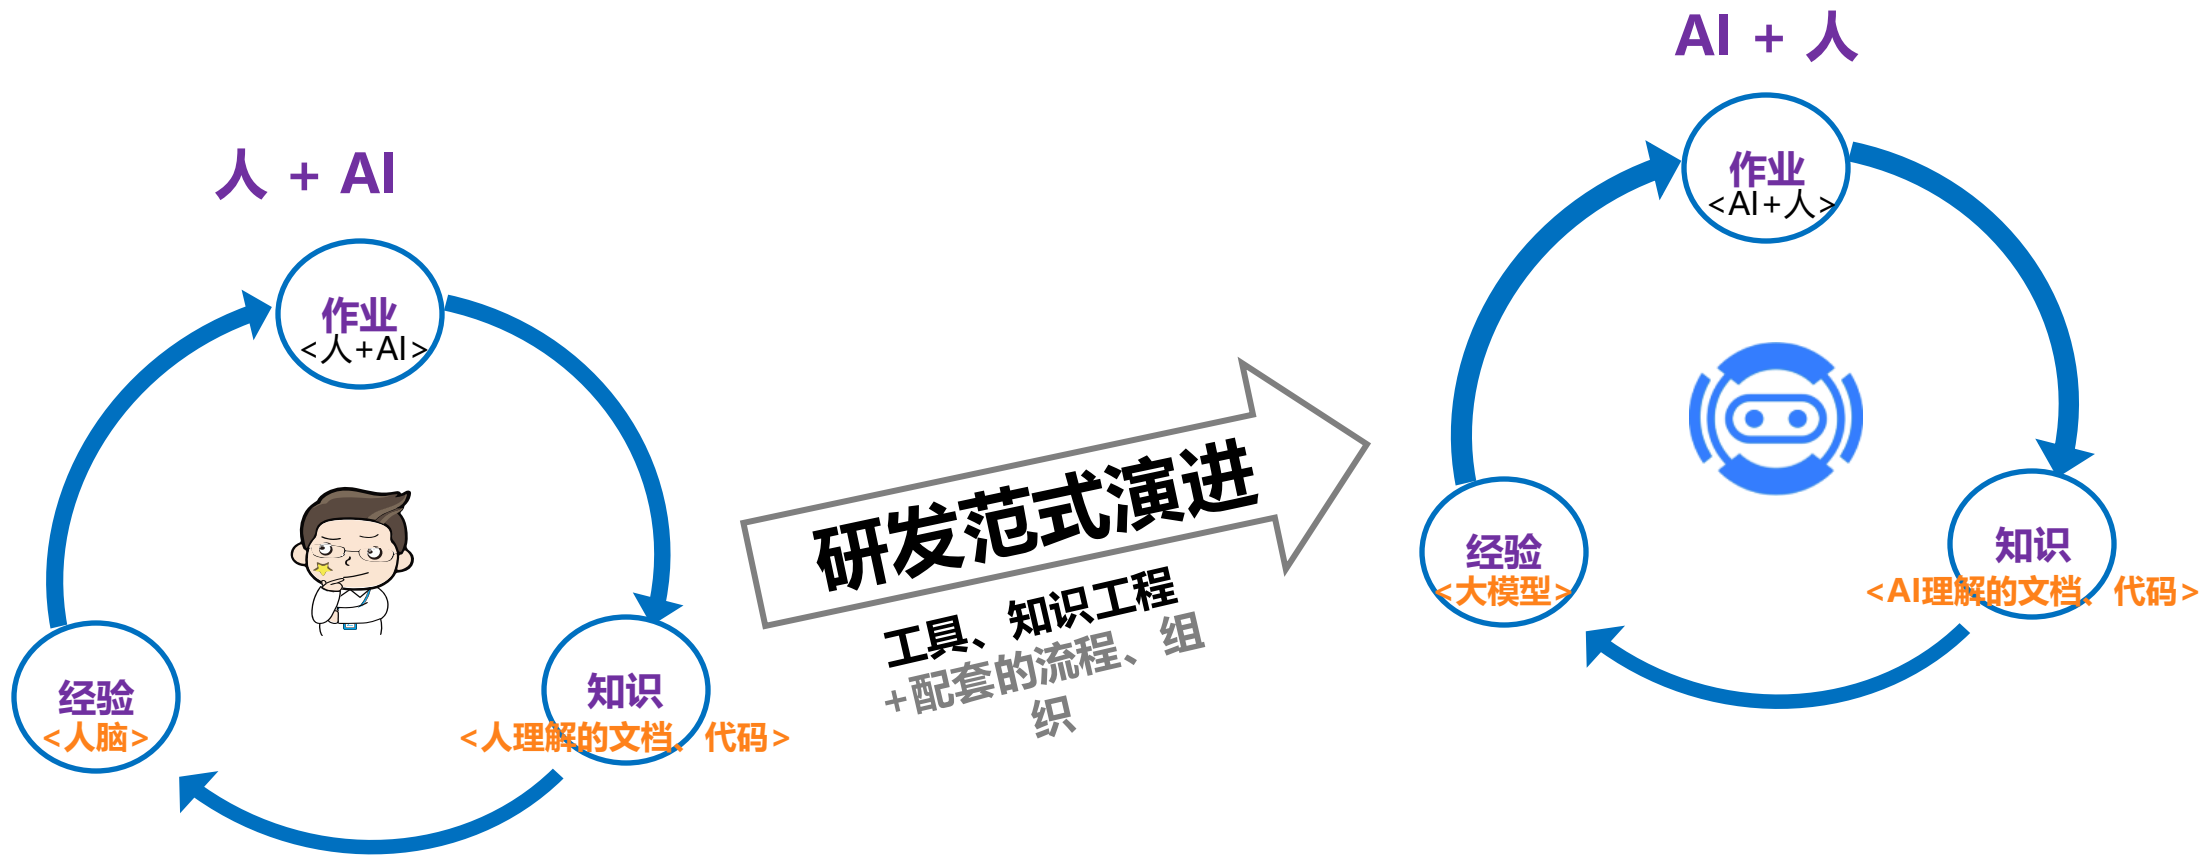 人 + AI
作业
<人+AI>
经验
<人脑>
知识
<人理解的文档、代码>
研发范式演进
工具、知识工程
+配套的流程、组
织
AI + 人
作业
<AI+人>
经验
<大模型>
知识
<AI理解的文档、代码>